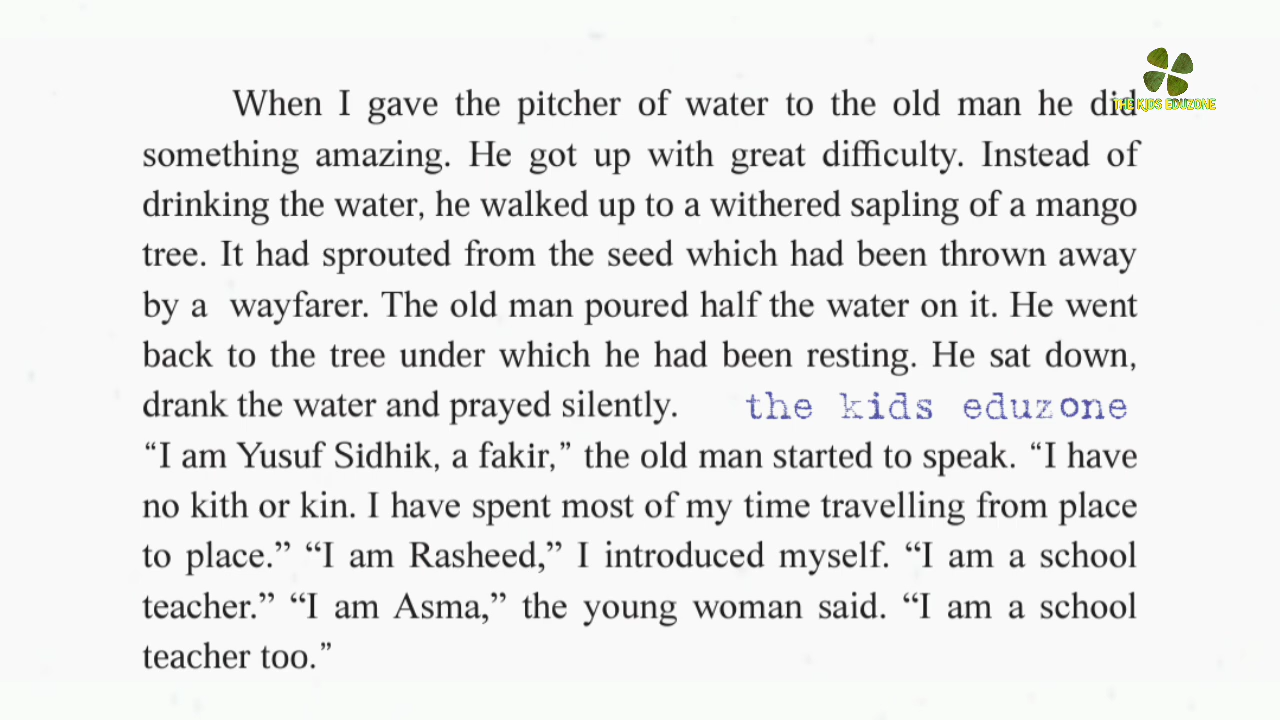 When I gave the pitcher of water to the old man he did
THE KIDS EDUZONE
something amazing. He got up with great difficulty. Instead of
drinking the water, he walked up to a withered sapling of a mango
tree. It had sprouted from the seed which had been thrown away
by a wayfarer. The old man poured half the water on it. He went
back to the tree under which he had been resting. He sat down,
drank the water and prayed silently.
the kids eduzone
“I am Yusuf Sidhik, a fakir,” the old man started to speak. “I have
no kith or kin. I have spent most of my time travelling from place
to place.” “I am Rasheed,” I introduced myself. “I am a school
teacher.” “I am Asma,” the young woman said. “I am a school
teacher too.”